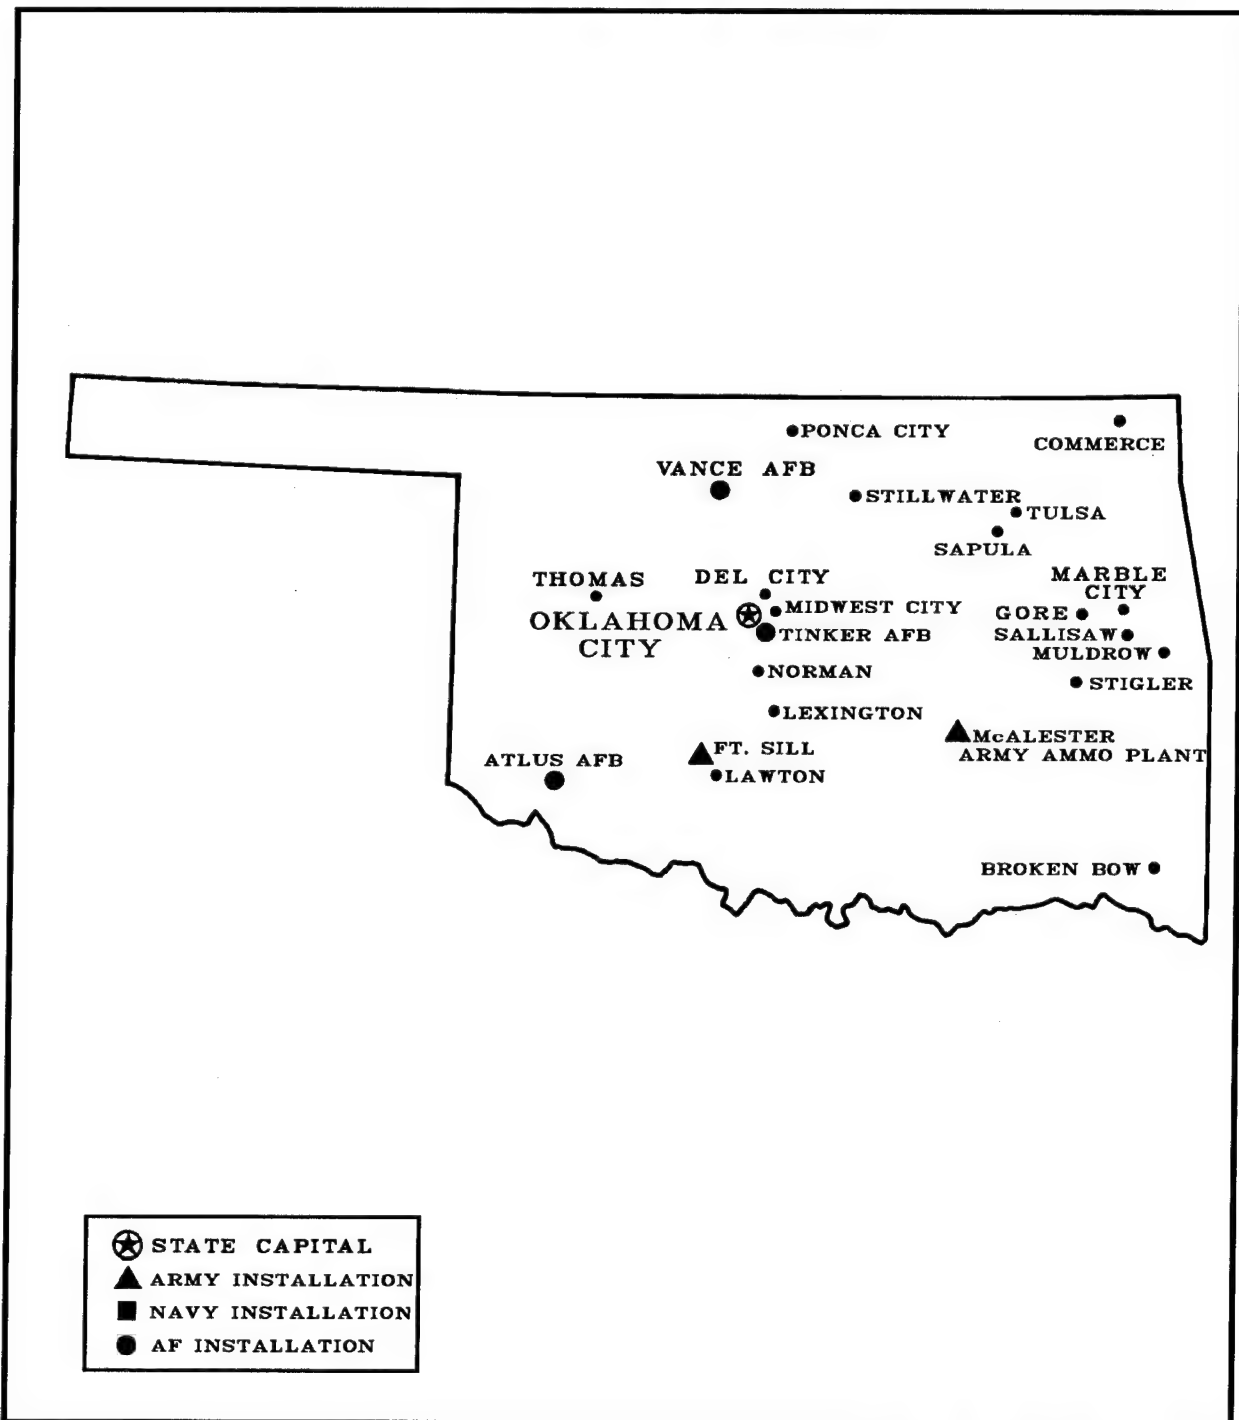 PONCA CITY
COMMERCE
VANCE AFB
STILLWATER
TULSA
SAPULA
THOMAS
DEL CITY
MARBLE
CITY
MIDWEST CITY
GORE
OKLAHOMA
CITY
TINKER AFB
SALLISAW
MULDROW
NORMAN
STIGLER
LEXINGTON
McALESTER
ARMY AMMO PLANT
FT. SILL
ATLUS AFB
LAWTON
BROKEN BOW
STATE CAPITAL
ARMY INSTALLATION
NAVY INSTALLATION
AF INSTALLATION